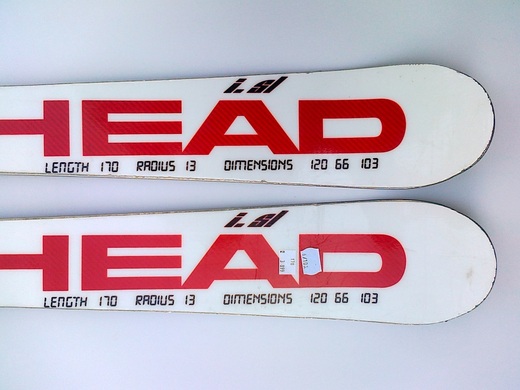 i.sl
HEAD
LENGTH 170 RADIUS 13 DIMENSIONS 120 66 103
i.sl
HEAD
LENGTH 170 RADIUS 13 DIMENSIONS 120 66 103